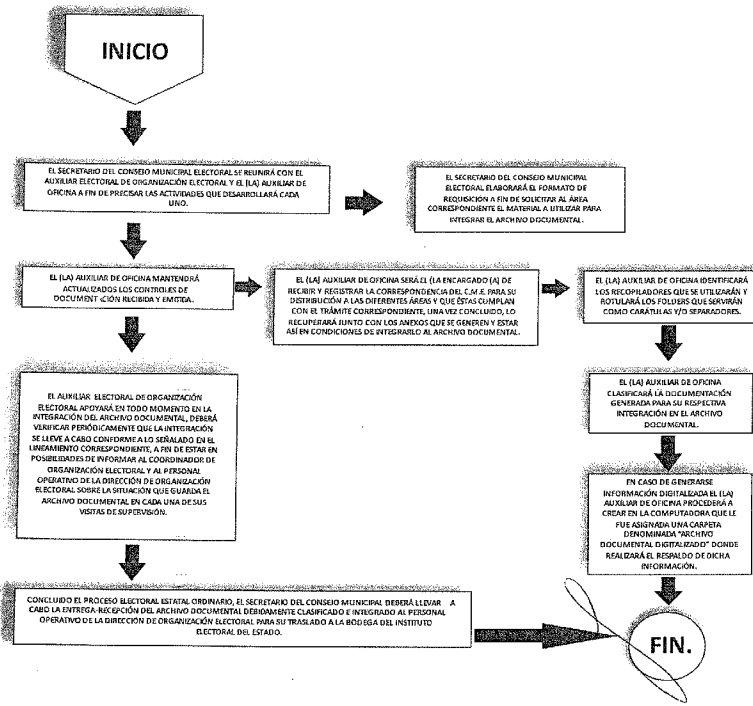 INICIO
EL SECRETARIO DEL CONSEJO MUNICIPAL ELECTORAL SE REUNIRÁ CON EL
AUXILIAR ELECTORAL DE ORGANIZACIÓN ELECTORAL Y EL (LA) AUXILIAR DE
OFICINA A FIN DE PRECISAR LAS ACTIVIDADES QUE DESARROLLARÁ CADA
UNO.
EL SECRETARIO DEL CONSEJO MUNICIPAL
ELECTORAL ELABORARÁ EL FORMATO DE
REQUISICIÓN A FIN DE SOLICITAR AL ÁREA
CORRESPONDIENTE EL MATERIAL A UTILIZAR PARA
INTEGRAR EL ARCHIVO DOCUMENTAL.
EL (LA) AUXILIAR DE OFICINA MANTENDRÁ
ACTUALIZADOS LOS CONTROLES DE
DOCUMENT CIÓN RECIBIDA Y EMITIDA.
EL (LA) AUXILIAR DE OFICINA SERÁ EL (LA ENCARGADO (A) DE
RECIBIR Y REGISTRAR LA CORRESPONDENCIA DEL C.M.E. PARA SU
DISTRIBUCIÓN A LAS DIFERENTES ÁREAS Y QUE ÉSTAS CUMPLAN
CON EL TRÁMITE CORRESPONDIENTE, UNA VEZ CONCLUIDO, LO
RECUPERARÁ JUNTO CON LOS ANEXOS QUE SE GENEREN Y ESTAR
ASÍ EN CONDICIONES DE INTEGRARLO AL ARCHIVO DOCUMENTAL.
EL (LA) AUXILIAR DE OFICINA IDENTIFICARÁ
LOS RECOPILADORES QUE SE UTILIZARÁN Y
ROTULARÁ LOS FOLDERS QUE SERVIRÁN
COMO CARÁTULAS Y/O SEPARADORES.
EL (LA) AUXILIAR DE OFICINA
CLASIFICARÁ LA DOCUMENTACIÓN
GENERADA PARA SU RESPECTIVA
INTEGRACIÓN EN EL ARCHIVO
DOCUMENTAL.
EL AUXILIAR ELECTORAL DE ORGANIZACIÓN
ELECTORAL APOYARÁ EN TODO MOMENTO EN LA
INTEGRACIÓN DEL ARCHIVO DOCUMENTAL, DEBERÁ
VERIFICAR PERIÓDICAMENTE QUE LA INTEGRACIÓN
SE LLEVE A CABO CONFORME A LO SEÑALADO EN EL
LINEAMIENTO CORRESPONDIENTE, A FIN DE ESTAR EN
POSIBILIDADES DE INFORMAR AL COORDINADOR DE
ORGANIZACIÓN ELECTORAL Y AL PERSONAL
OPERATIVO DE LA DIRECCIÓN DE ORGANIZACIÓN
ELECTORAL SOBRE LA SITUACIÓN QUE GUARDA EL
ARCHIVO DOCUMENTAL EN CADA UNA DE SUS
VISITAS DE SUPERVISIÓN.
EN CASO DE GENERARSE
INFORMACIÓN DIGITALIZADA EL (LA)
AUXILIAR DE OFICINA PROCEDERÁ A
CREAR EN LA COMPUTADORA QUE LE
FUE ASIGNADA UNA CARPETA
DENOMINADA "ARCHIVO
DOCUMENTAL DIGITALIZADO" DONDE
REALIZARÁ EL RESPALDO DE DICHA
INFORMACIÓN.
CONCLUIDO EL PROCESO ELECTORAL ESTATAL ORDINARIO, EL SECRETARIO DEL CONSEJO MUNICIPAL DEBERÁ LLEVAR A
CABO LA ENTREGA-RECEPCIÓN DEL ARCHIVO DOCUMENTAL DEBIDAMENTE CLASIFICADO E INTEGRADO AL PERSONAL
OPERATIVO DE LA DIRECCIÓN DE ORGANIZACIÓN ELECTORAL PARA SU TRASLADO A LA BODEGA DEL INSTITUTO
ELECTORAL DEL ESTADO.
FIN.